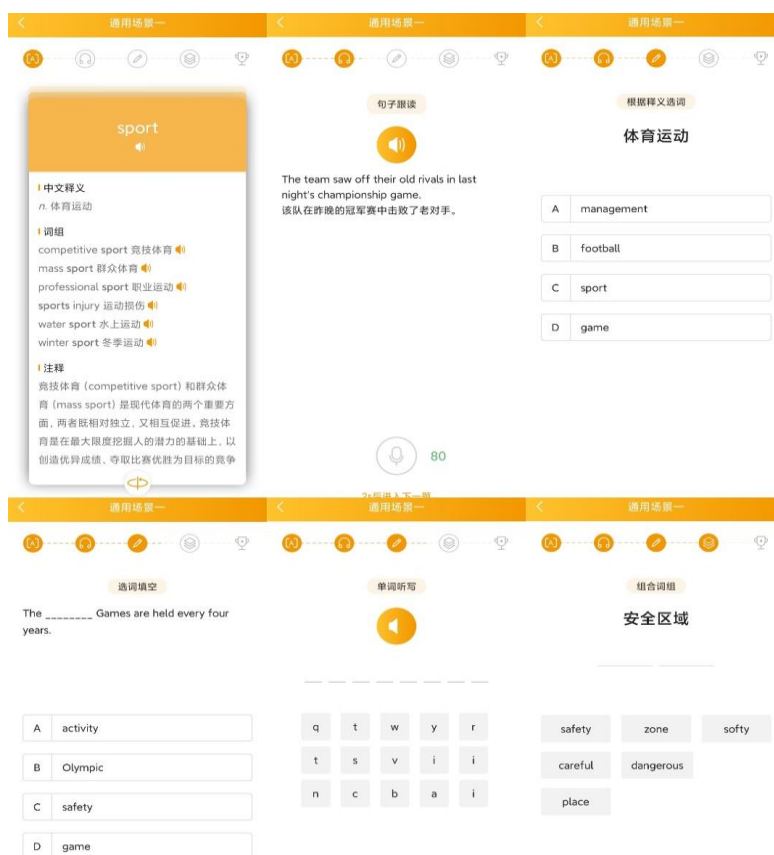 通用场景一
sport
中文释义
n. 体育运动
词组
competitive sport 竞技体育
mass sport 群众体育
professional sport 职业运动
sports injury 运动损伤
water sport 水上运动
winter sport 冬季运动
注释
竞技体育 (competitive sport) 和群众体
育 (mass sport) 是现代体育的两个重要方
面, 两者既相对独立, 又相互促进。竞技体
育是在最大限度挖掘人的潜力的基础上, 以
创造优异成绩、夺取比赛优胜为目标的竞争
通用场景一
句子跟读
The team saw off their old rivals in last
night's championship game.
该队在昨晚的冠军赛中击败了老对手。
80
2s后进入下一题
通用场景一
根据释义选词
体育运动
A management
B football
C sport
D game
通用场景一
选词填空
The ________ Games are held every four
years.
A activity
B Olympic
C safety
D game
通用场景一
单词听写
q t w y r
t s v i i
n c b a i
通用场景一
组合词组
安全区域
safety zone softy
careful dangerous
place